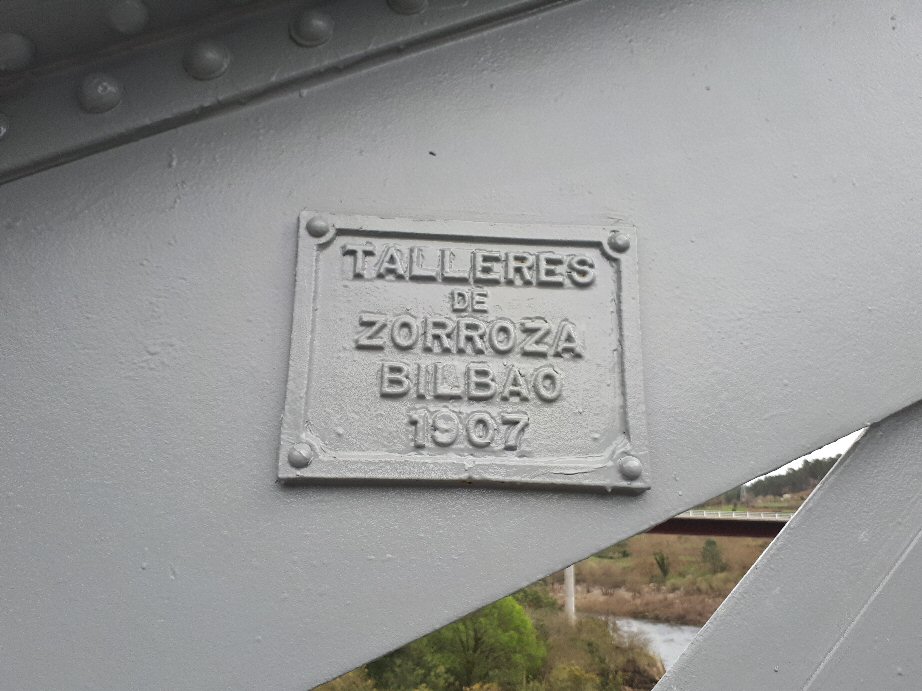 TALLERES
DE
ZORROZA
BILBAO
1907